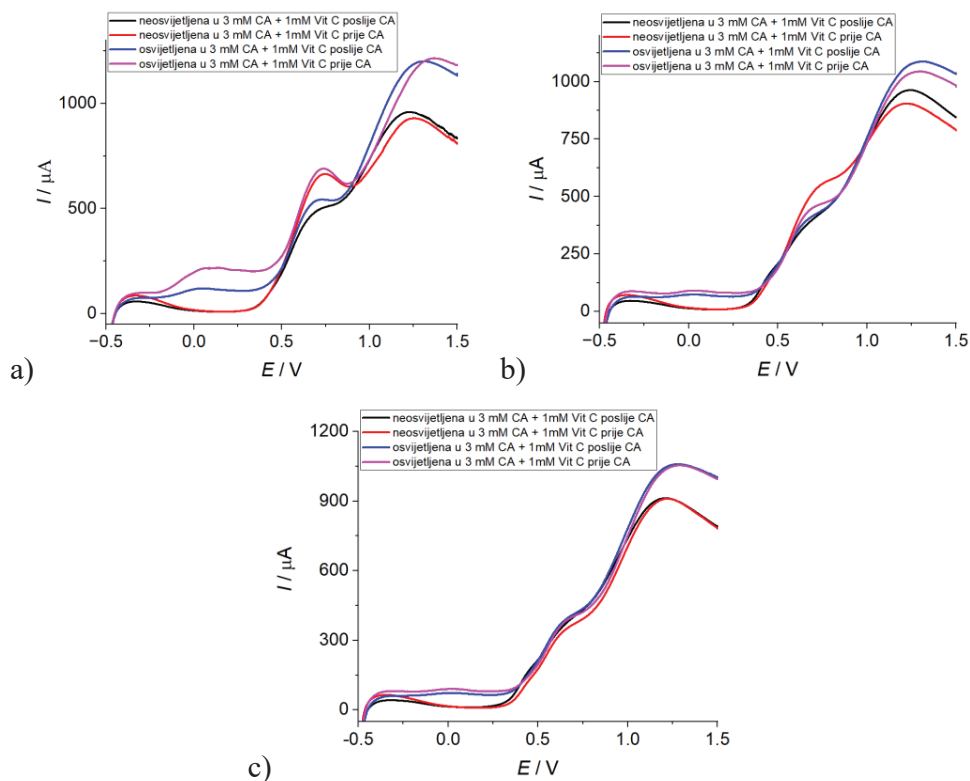 neosvijetljena u 3 mM CA + 1mM Vit C poslije CA
neosvijetljena u 3 mM CA + 1mM Vit C prije CA
osvijetljena u 3 mM CA + 1mM Vit C poslije CA
osvijetljena u 3 mM CA + 1mM Vit C prije CA
1000
500
0
I / µA
−0.5 0.0 0.5 1.0 1.5
E / V
a)
neosvijetljena u 3 mM CA + 1mM Vit C poslije CA
neosvijetljena u 3 mM CA + 1mM Vit C prije CA
osvijetljena u 3 mM CA + 1mM Vit C poslije CA
osvijetljena u 3 mM CA + 1mM Vit C prije CA
1000
750
500
250
0
I / µA
−0.5 0.0 0.5 1.0 1.5
E / V
b)
neosvijetljena u 3 mM CA + 1mM Vit C poslije CA
neosvijetljena u 3 mM CA + 1mM Vit C prije CA
osvijetljena u 3 mM CA + 1mM Vit C poslije CA
osvijetljena u 3 mM CA + 1mM Vit C prije CA
1200
900
600
300
0
I / µA
-0.5 0.0 0.5 1.0 1.5
E / V
c)